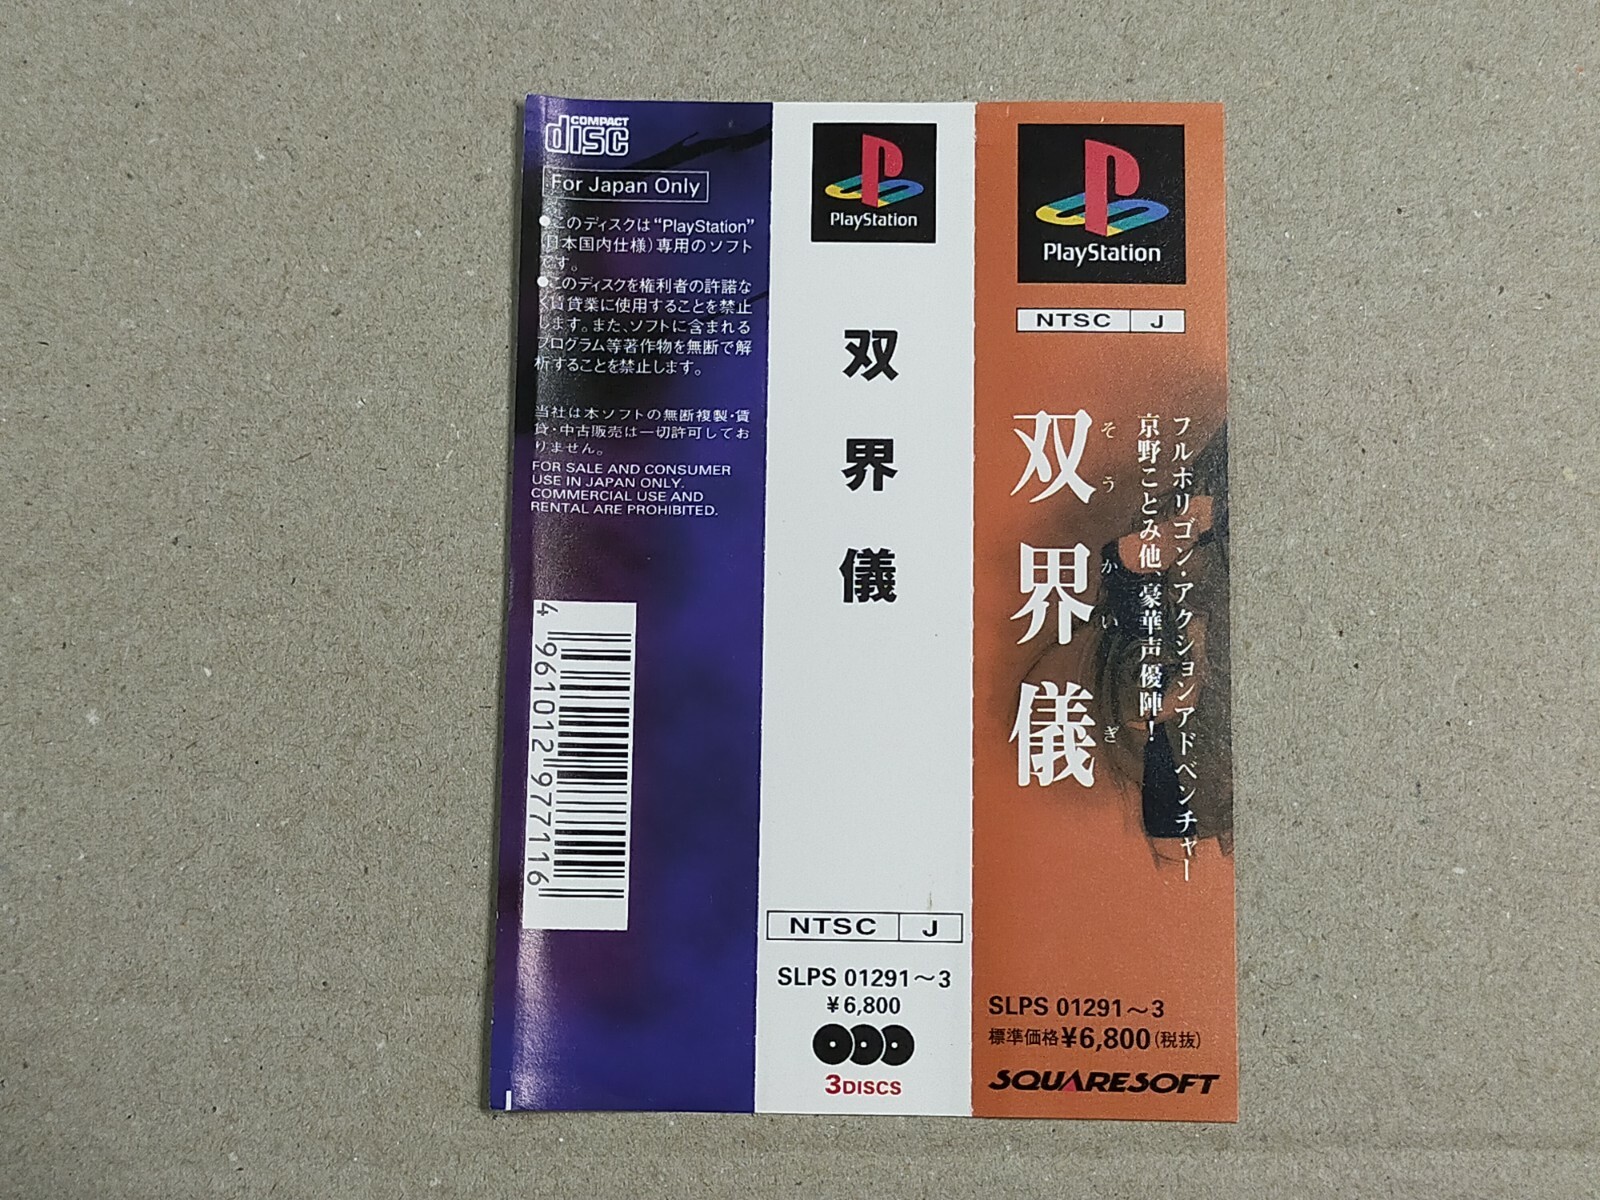 COMPACT
disc
For Japan Only
●このディスクは“PlayStation”
(日本国内仕様)専用のソフト
です。
●このディスクを権利者の許諾な
く賃貸業に使用することを禁止
します。また、ソフトに含まれる
プログラム等著作物を無断で解
析することを禁止します。
当社は本ソフトの無断複製・賃
貸・中古販売は一切許可してお
りません。
FOR SALE AND CONSUMER
USE IN JAPAN ONLY.
COMMERCIAL USE AND
RENTAL ARE PROHIBITED.
4 961012 977116
PlayStation
双界儀
NTSC J
SLPS 01291～3
¥6,800
3DISCS
PlayStation
NTSC J
フルポリゴン・アクションアドベンチャー
京野ことみ他、豪華声優陣!
双界儀
そうかいぎ
SLPS 01291～3
標準価格¥6,800(税抜)
SQUARESOFT